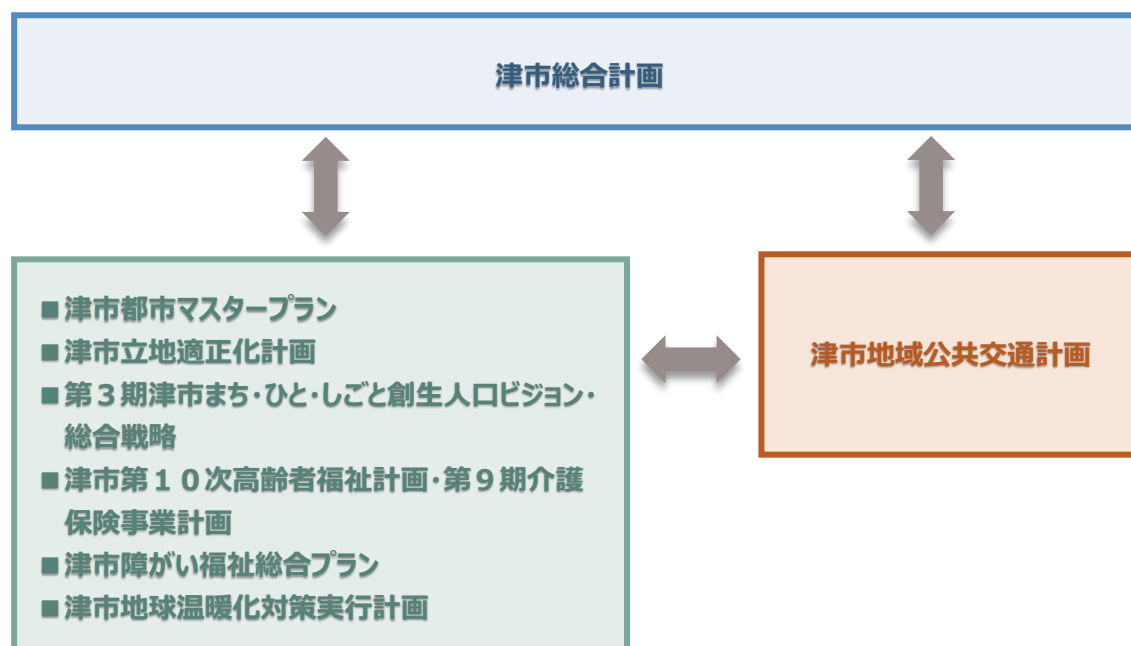 津市総合計画
■津市都市マスタープラン
■津市立地適正化計画
■第３期津市まち・ひと・しごと創生人口ビジョン・
総合戦略
■津市第１０次高齢者福祉計画・第９期介護
保険事業計画
■津市障がい福祉総合プラン
■津市地球温暖化対策実行計画
津市地域公共交通計画